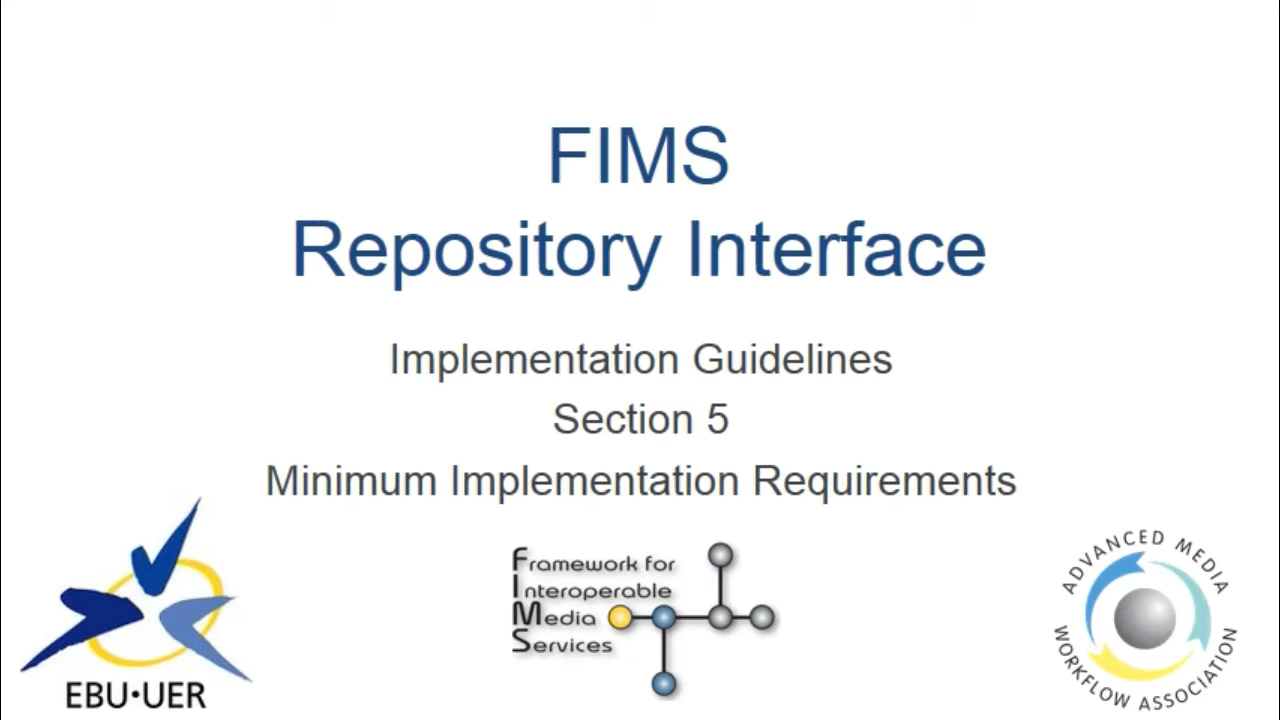 FIMS
Repository Interface
Implementation Guidelines
Section 5
Minimum Implementation Requirements
EBU•UER
Framework for
Interoperable
Media
Services
ADVANCED MEDIA
WORKFLOW ASSOCIATION